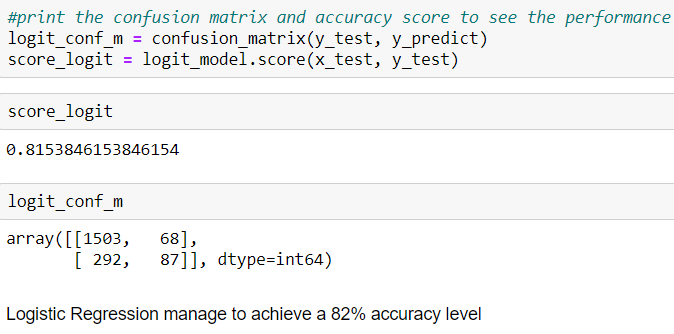 #print the confusion matrix and accuracy score to see the performance
logit_conf_m = confusion_matrix(y_test, y_predict)
score_logit = logit_model.score(x_test, y_test)
score_logit
0.8153846153846154
logit_conf_m
array([[1503,   68],
       [ 292,   87]], dtype=int64)
Logistic Regression manage to achieve a 82% accuracy level